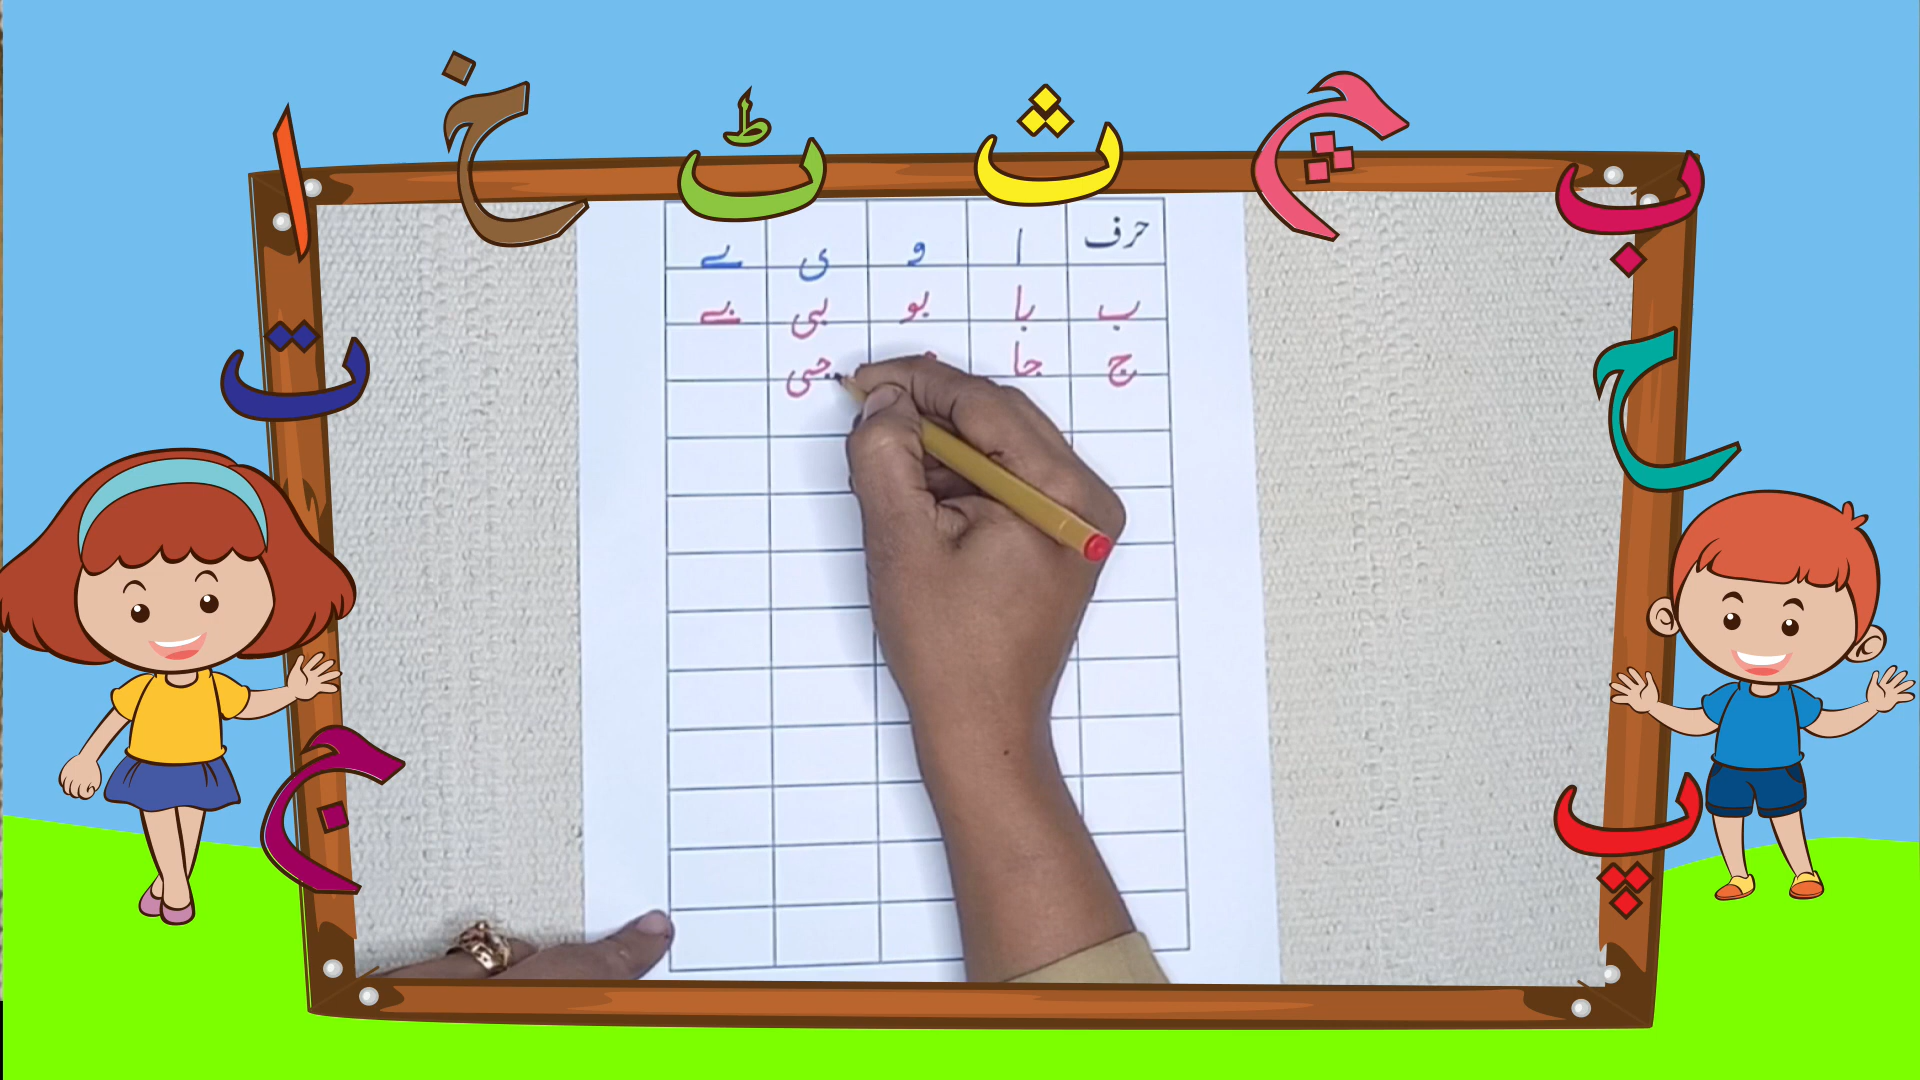 ب چ ث ٹ خ ا
حرف ا و ی ے
ب با بو بی بے
ج جا جی
ح ت
پ ج